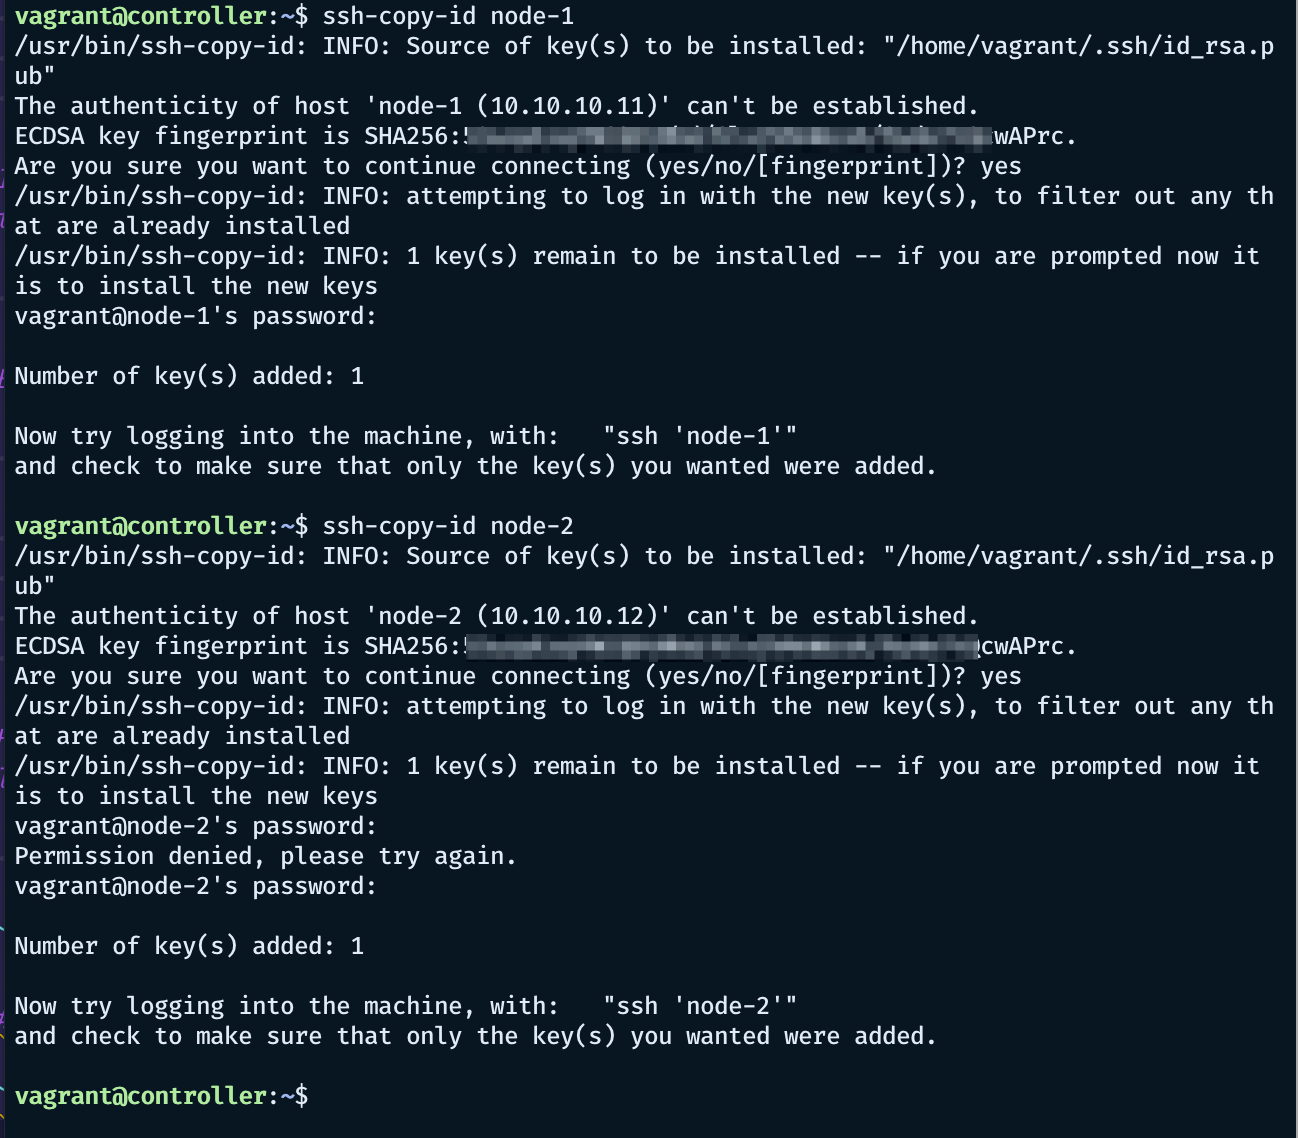 vagrant@controller:~$ ssh-copy-id node-1
/usr/bin/ssh-copy-id: INFO: Source of key(s) to be installed: "/home/vagrant/.ssh/id_rsa.p
ub"
The authenticity of host 'node-1 (10.10.10.11)' can't be established.
ECDSA key fingerprint is SHA256: cwAPrc.
Are you sure you want to continue connecting (yes/no/[fingerprint])? yes
/usr/bin/ssh-copy-id: INFO: attempting to log in with the new key(s), to filter out any th
at are already installed
/usr/bin/ssh-copy-id: INFO: 1 key(s) remain to be installed -- if you are prompted now it
is to install the new keys
vagrant@node-1's password:
Number of key(s) added: 1
Now try logging into the machine, with:   "ssh 'node-1'"
and check to make sure that only the key(s) you wanted were added.
vagrant@controller:~$ ssh-copy-id node-2
/usr/bin/ssh-copy-id: INFO: Source of key(s) to be installed: "/home/vagrant/.ssh/id_rsa.p
ub"
The authenticity of host 'node-2 (10.10.10.12)' can't be established.
ECDSA key fingerprint is SHA256: cwAPrc.
Are you sure you want to continue connecting (yes/no/[fingerprint])? yes
/usr/bin/ssh-copy-id: INFO: attempting to log in with the new key(s), to filter out any th
at are already installed
/usr/bin/ssh-copy-id: INFO: 1 key(s) remain to be installed -- if you are prompted now it
is to install the new keys
vagrant@node-2's password:
Permission denied, please try again.
vagrant@node-2's password:
Number of key(s) added: 1
Now try logging into the machine, with:   "ssh 'node-2'"
and check to make sure that only the key(s) you wanted were added.
vagrant@controller:~$